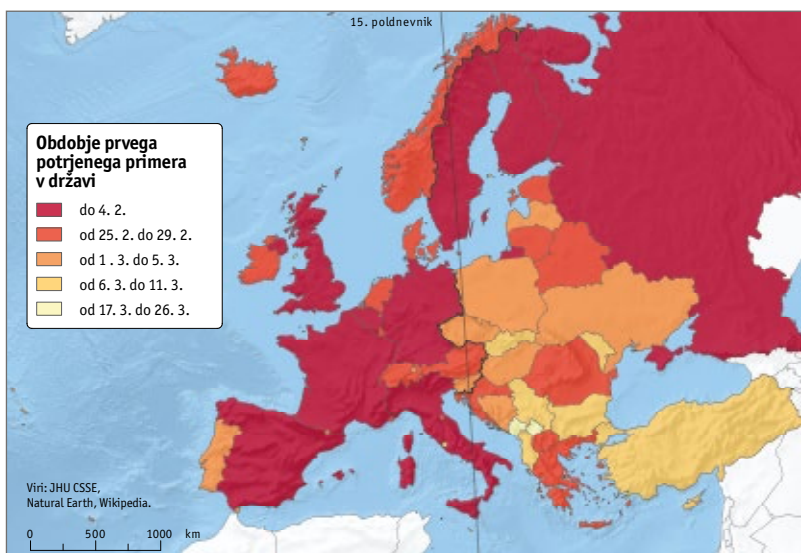 15. poldnevnik
Obdobje prvega
potrjenega primera
v državi
do 4. 2.
od 25. 2. do 29. 2.
od 1 . 3. do 5. 3.
od 6. 3. do 11. 3.
od 17. 3. do 26. 3.
Viri: JHU CSSE,
Natural Earth, Wikipedia.
0 500 1000 km